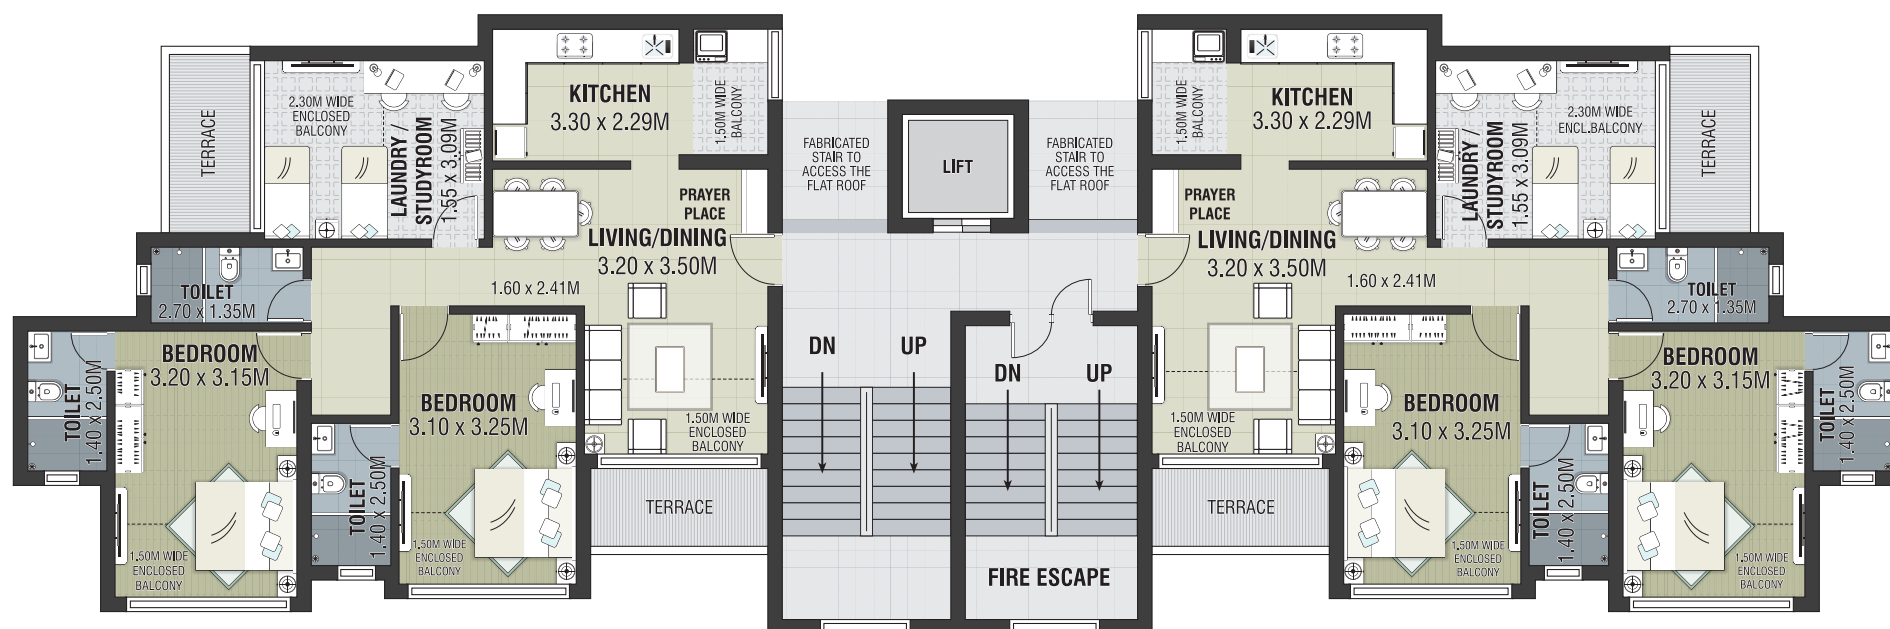 TERRACE
2.30M WIDE
ENCLOSED
BALCONY
LAUNDRY /
STUDYROOM
1.55 x 3.09M
KITCHEN
3.30 x 2.29M
1.50M WIDE
BALCONY
PRAYER
PLACE
LIVING/DINING
3.20 x 3.50M
1.60 x 2.41M
TOILET
2.70 x 1.35M
BEDROOM
3.20 x 3.15M
TOILET
1.40 x 2.50M
1.50M WIDE
ENCLOSED
BALCONY
TOILET
1.40 x 2.50M
BEDROOM
3.10 x 3.25M
1.50M WIDE
ENCLOSED
BALCONY
1.50M WIDE
ENCLOSED
BALCONY
TERRACE
FABRICATED
STAIR TO
ACCESS THE
FLAT ROOF
LIFT
FABRICATED
STAIR TO
ACCESS THE
FLAT ROOF
DN
UP
DN
UP
FIRE ESCAPE
1.50M WIDE
BALCONY
KITCHEN
3.30 x 2.29M
PRAYER
PLACE
LIVING/DINING
3.20 x 3.50M
1.60 x 2.41M
LAUNDRY /
STUDYROOM
1.55 x 3.09M
2.30M WIDE
ENCL.BALCONY
TERRACE
TOILET
2.70 x 1.35M
1.50M WIDE
ENCLOSED
BALCONY
TERRACE
BEDROOM
3.10 x 3.25M
1.50M WIDE
ENCLOSED
BALCONY
TOILET
1.40 x 2.50M
BEDROOM
3.20 x 3.15M
1.50M WIDE
ENCLOSED
BALCONY
TOILET
1.40 x 2.50M